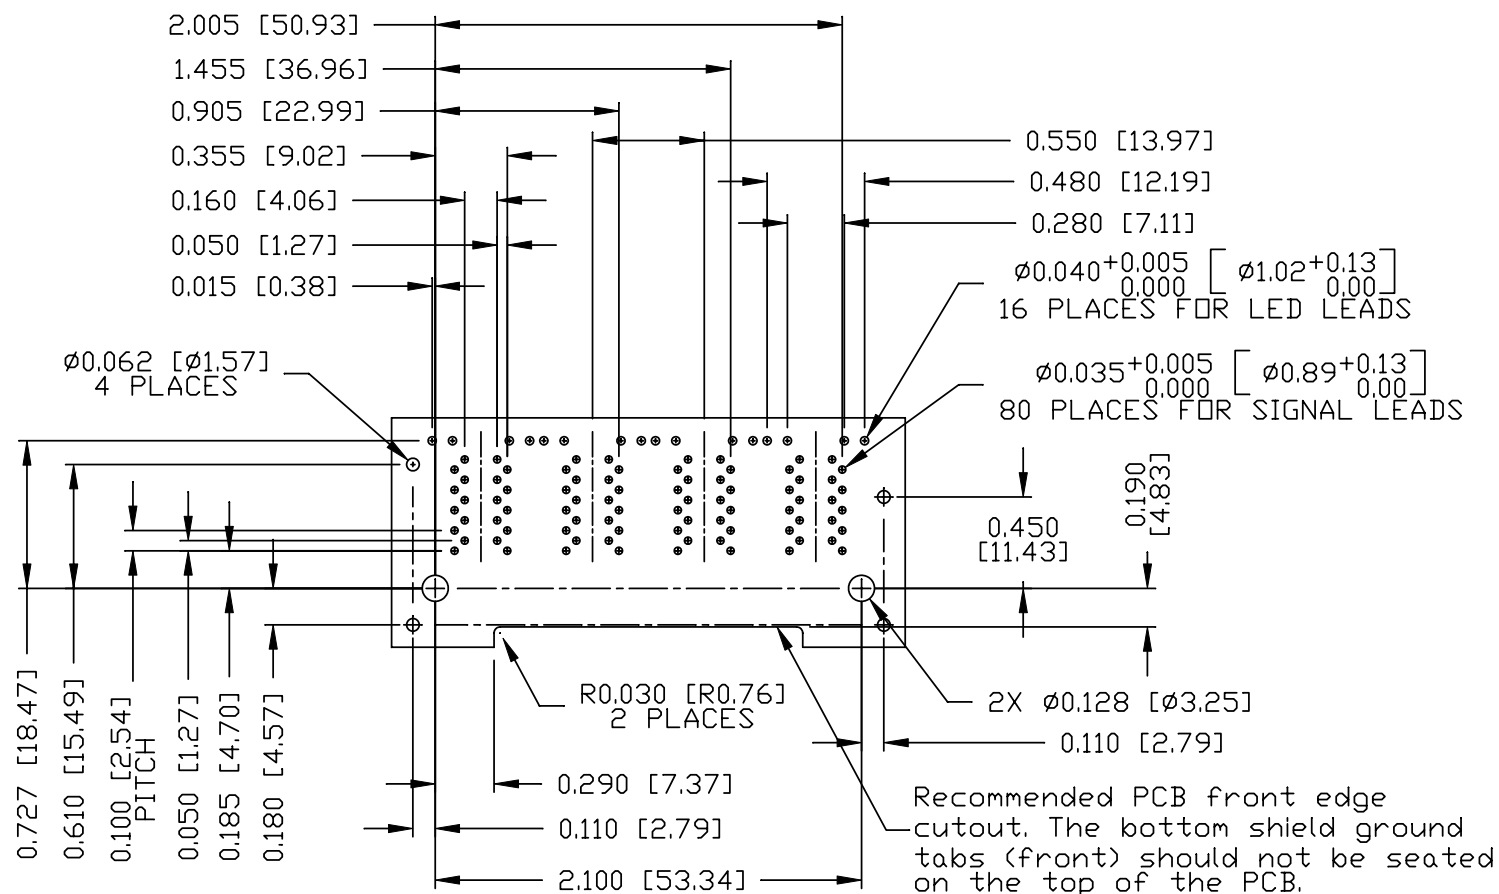 2.005 [50.93]
1.455 [36.96]
0.905 [22.99]
0.355 [9.02]
0.160 [4.06]
0.050 [1.27]
0.015 [0.38]
0.550 [13.97]
0.480 [12.19]
0.280 [7.11]
ø0.040+0.005 0.000 [ø1.02+0.13 0.00]
16 PLACES FOR LED LEADS
ø0.062 [ø1.57]
4 PLACES
ø0.035+0.005 0.000 [ø0.89+0.13 0.00]
80 PLACES FOR SIGNAL LEADS
0.190
[4.83]
0.450
[11.43]
0.727 [18.47]
0.610 [15.49]
0.100 [2.54]
PITCH
0.050 [1.27]
0.185 [4.70]
0.180 [4.57]
R0.030 [R0.76]
2 PLACES
2X ø0.128 [ø3.25]
0.110 [2.79]
0.290 [7.37]
0.110 [2.79]
2.100 [53.34]
Recommended PCB front edge
cutout. The bottom shield ground
tabs (front) should not be seated
on the top of the PCB.